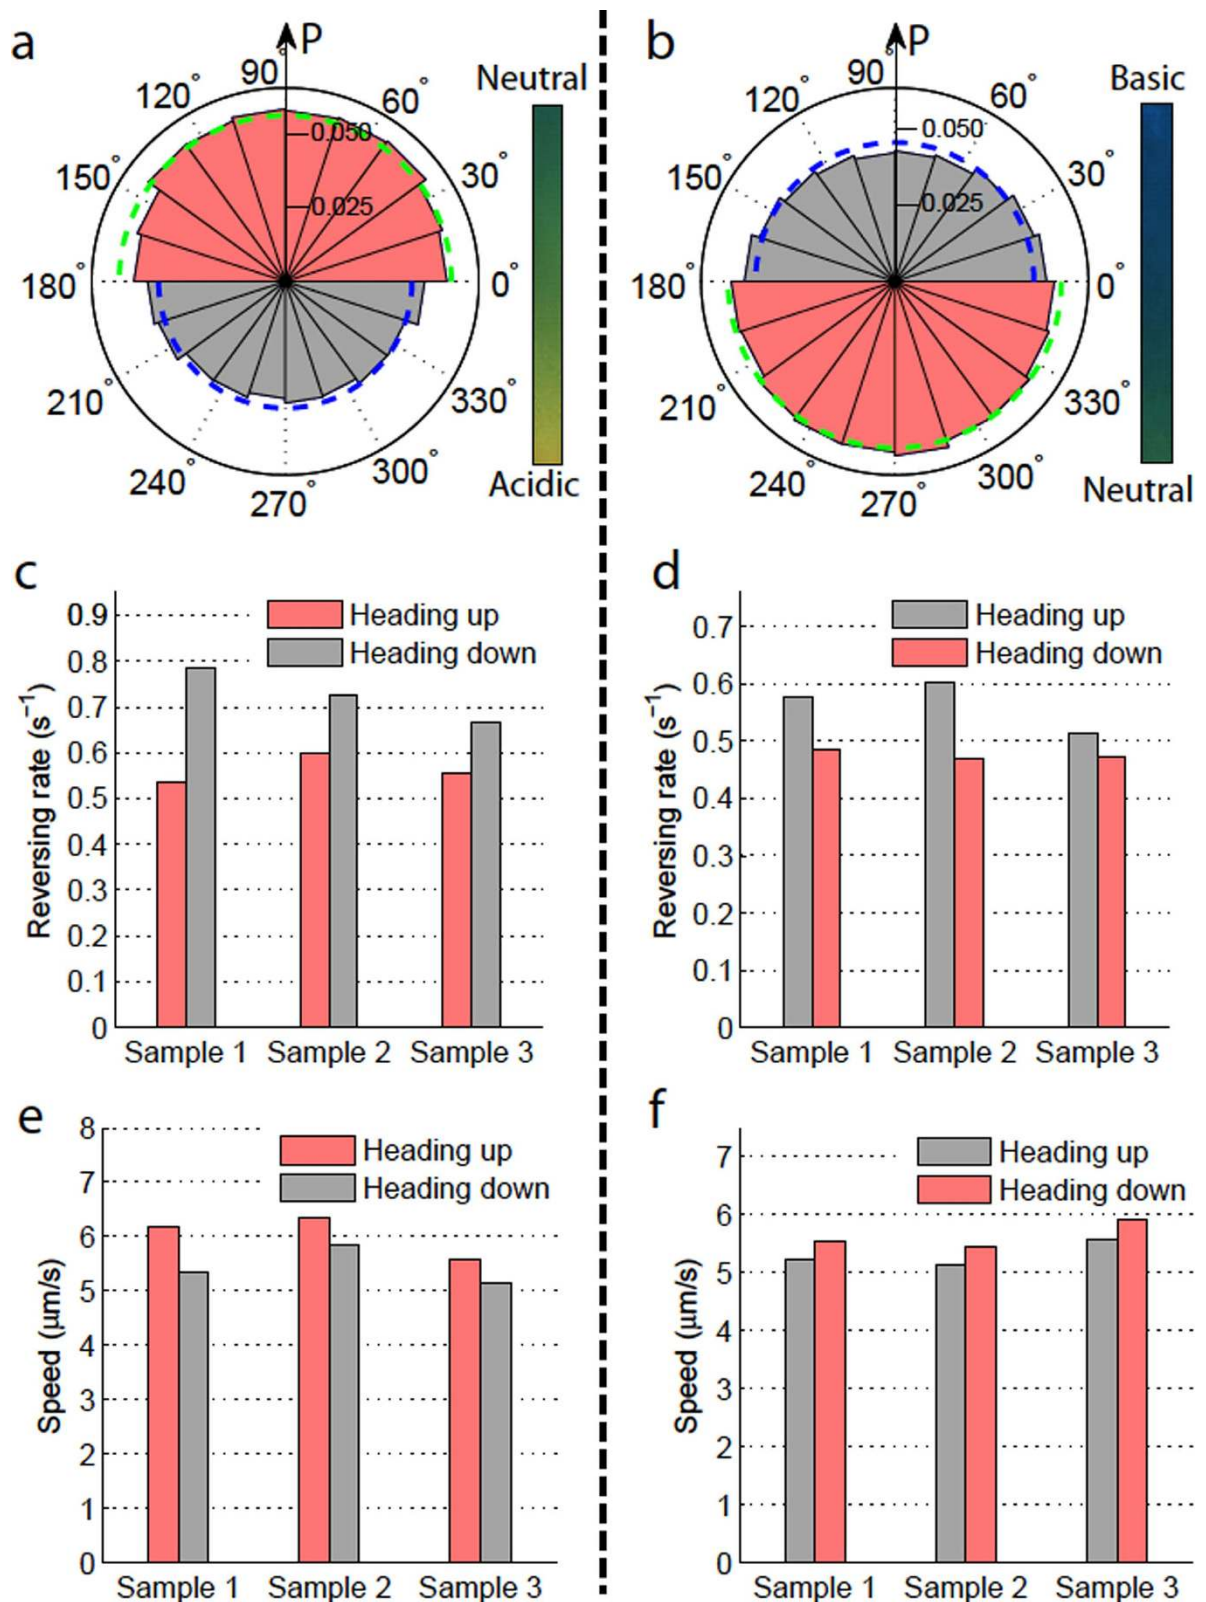 a
P
Neutral
90°
120°
60°
0.050
150°
30°
0.025
180°
0°
210°
330°
240°
300°
270°
Acidic
b
P
Basic
90°
120°
60°
0.050
150°
30°
0.025
180°
0°
210°
330°
240°
300°
270°
Neutral
c
Reversing rate (s⁻¹)
0.9
0.8
0.7
0.6
0.5
0.4
0.3
0.2
0.1
0
Heading up
Heading down
Sample 1 Sample 2 Sample 3
d
Reversing rate (s⁻¹)
0.7
0.6
0.5
0.4
0.3
0.2
0.1
0
Heading up
Heading down
Sample 1 Sample 2 Sample 3
e
Speed (μm/s)
8
7
6
5
4
3
2
1
0
Heading up
Heading down
Sample 1 Sample 2 Sample 3
f
Speed (μm/s)
7
6
5
4
3
2
1
0
Heading up
Heading down
Sample 1 Sample 2 Sample 3